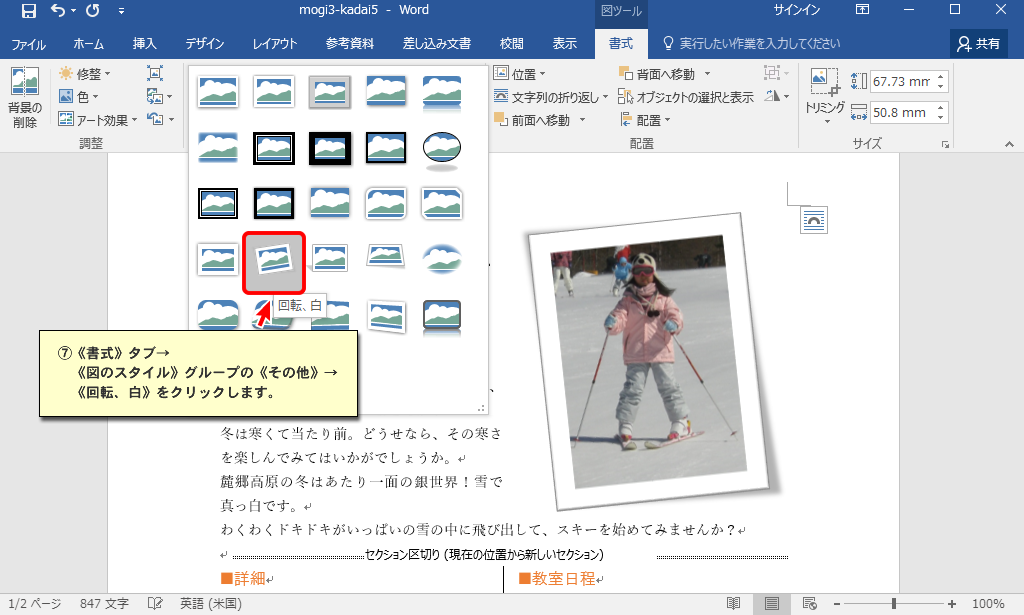 mogi3-kadai5 - Word
図ツール
サインイン
ファイル ホーム 挿入 デザイン レイアウト 参考資料 差し込み文書 校閲 表示 書式 実行したい作業を入力してください 共有
背景の
削除
修整
色
アート効果
調整
位置
文字列の折り返し
前面へ移動
背面へ移動
オブジェクトの選択と表示
配置
配置
トリミング
67.73 mm
50.8 mm
サイズ
回転、白
⑦《書式》タブ→
《図のスタイル》グループの《その他》→
《回転、白》をクリックします。
、
冬は寒くて当たり前。どうせなら、その寒さ
を楽しんでみてはいかがでしょうか。↵
麓郷高原の冬はあたり一面の銀世界！雪で
真っ白です。↵
わくわくドキドキがいっぱいの雪の中に飛び出して、スキーを始めてみませんか？↵
↵ セクション区切り (現在の位置から新しいセクション)
■詳細↵
■教室日程↵
1/2 ページ 847 文字 英語 (米国) 100%